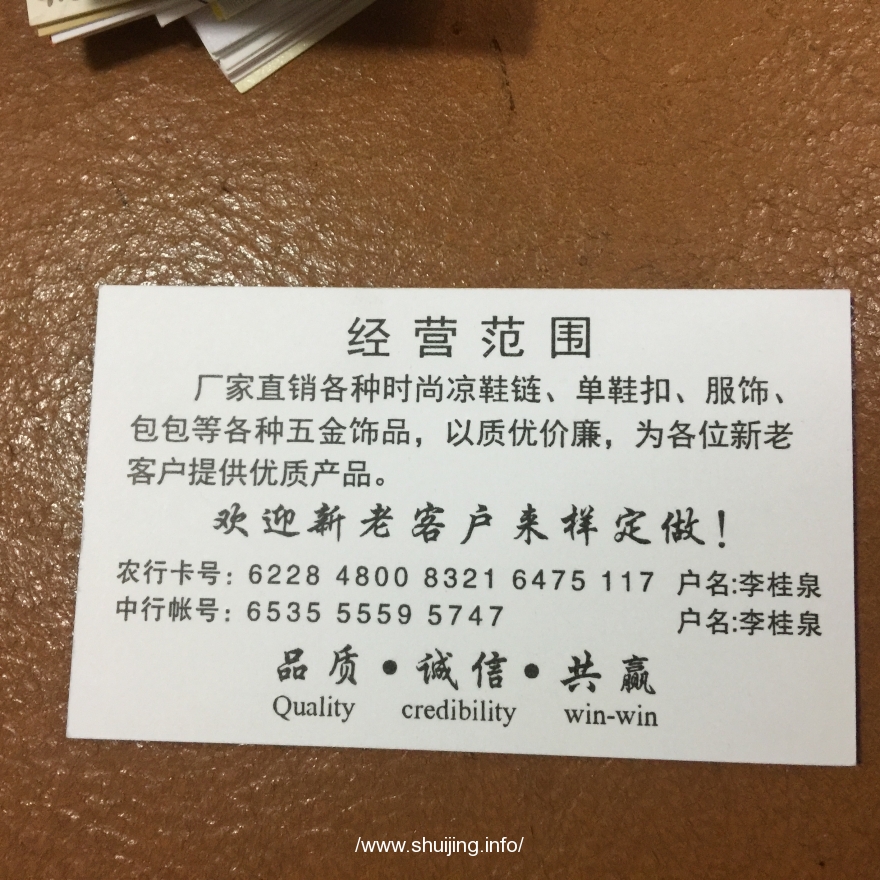 经营范围
厂家直销各种时尚凉鞋链、单鞋扣、服饰、
包包等各种五金饰品，以质优价廉，为各位新老
客户提供优质产品。
欢迎新老客户来样定做！
农行卡号：6228 4800 8321 6475 117 户名:李桂泉
中行帐号：6535 5559 5747 户名:李桂泉
品质●诚信●共赢
Quality credibility win-win
/www.shuijing.info/